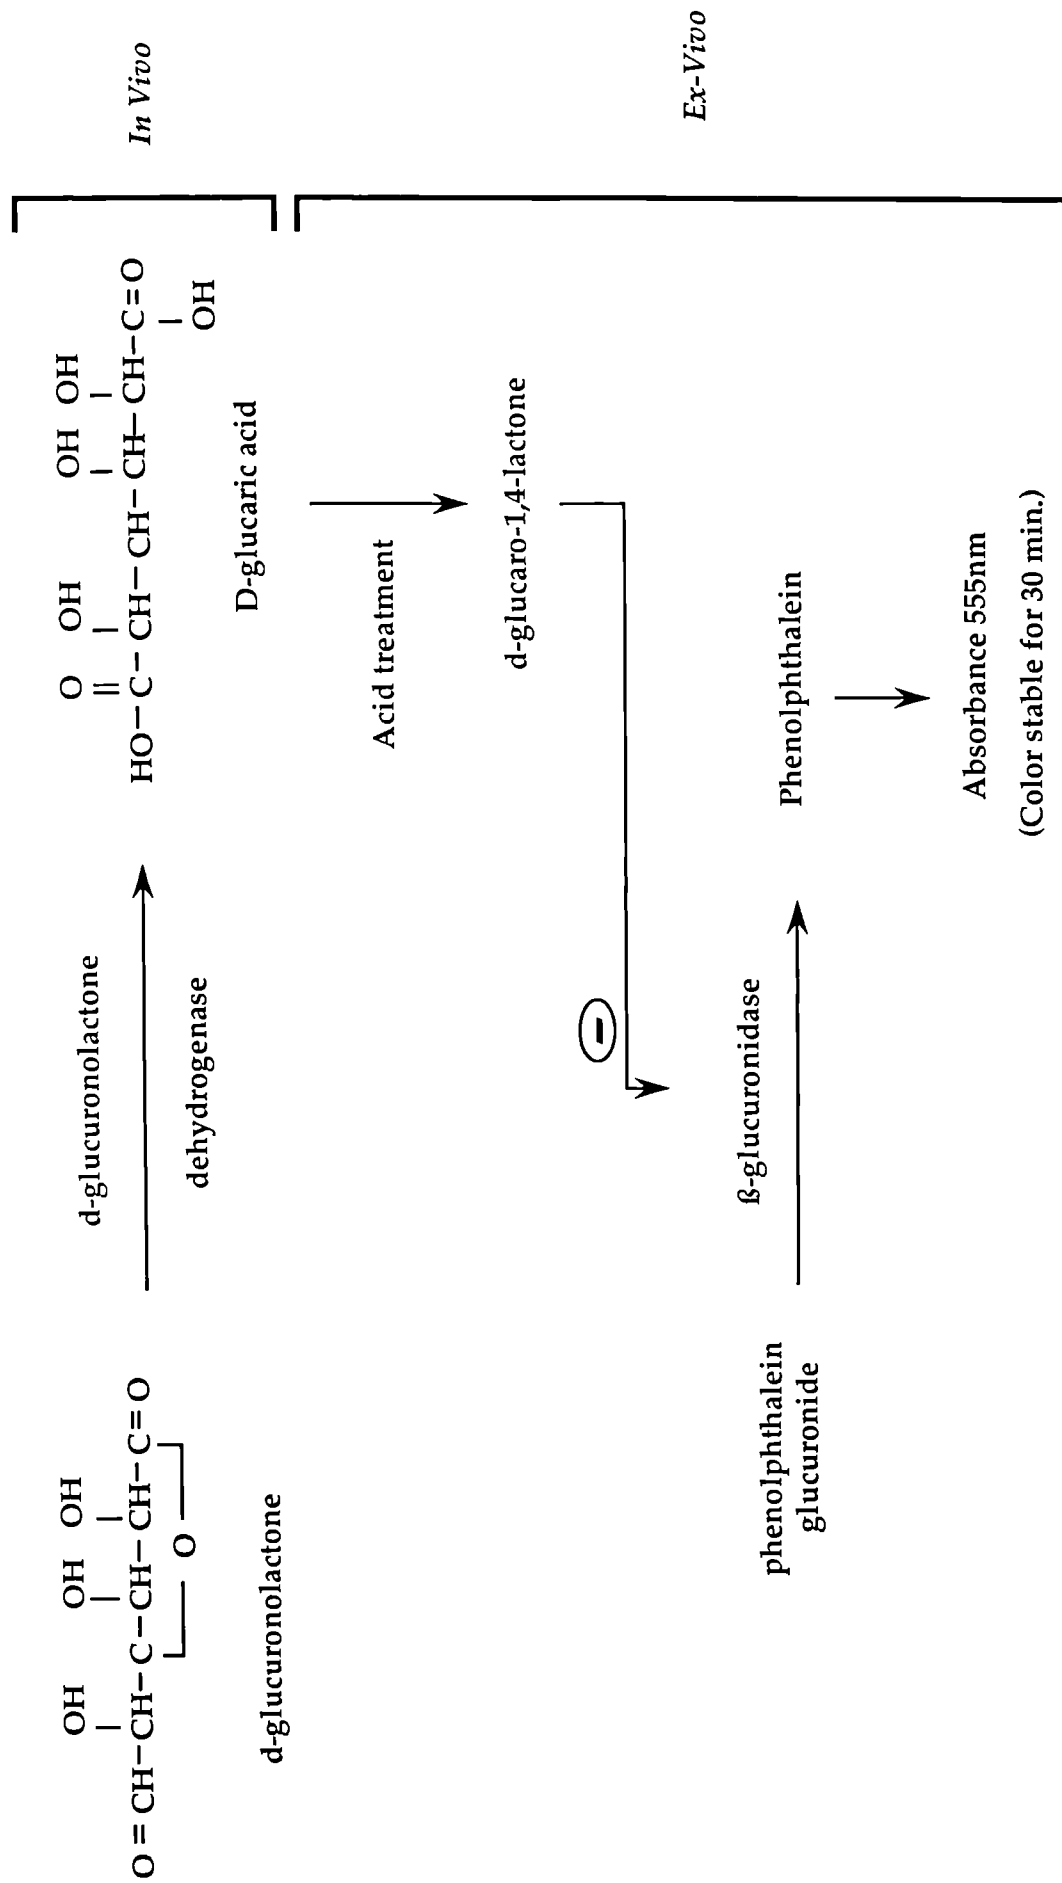 OH OH OH
O=CH–CH–C–CH–CH–C=O
O
d-glucuronolactone
d-glucuronolactone
dehydrogenase
O OH OH OH
HO–C–CH–CH–CH–CH–C=O
OH
D-glucaric acid
In Vivo
Acid treatment
d-glucaro-1,4-lactone
–
Ex-Vivo
phenolphthalein
glucuronide
ß-glucuronidase
Phenolphthalein
Absorbance 555nm
(Color stable for 30 min.)